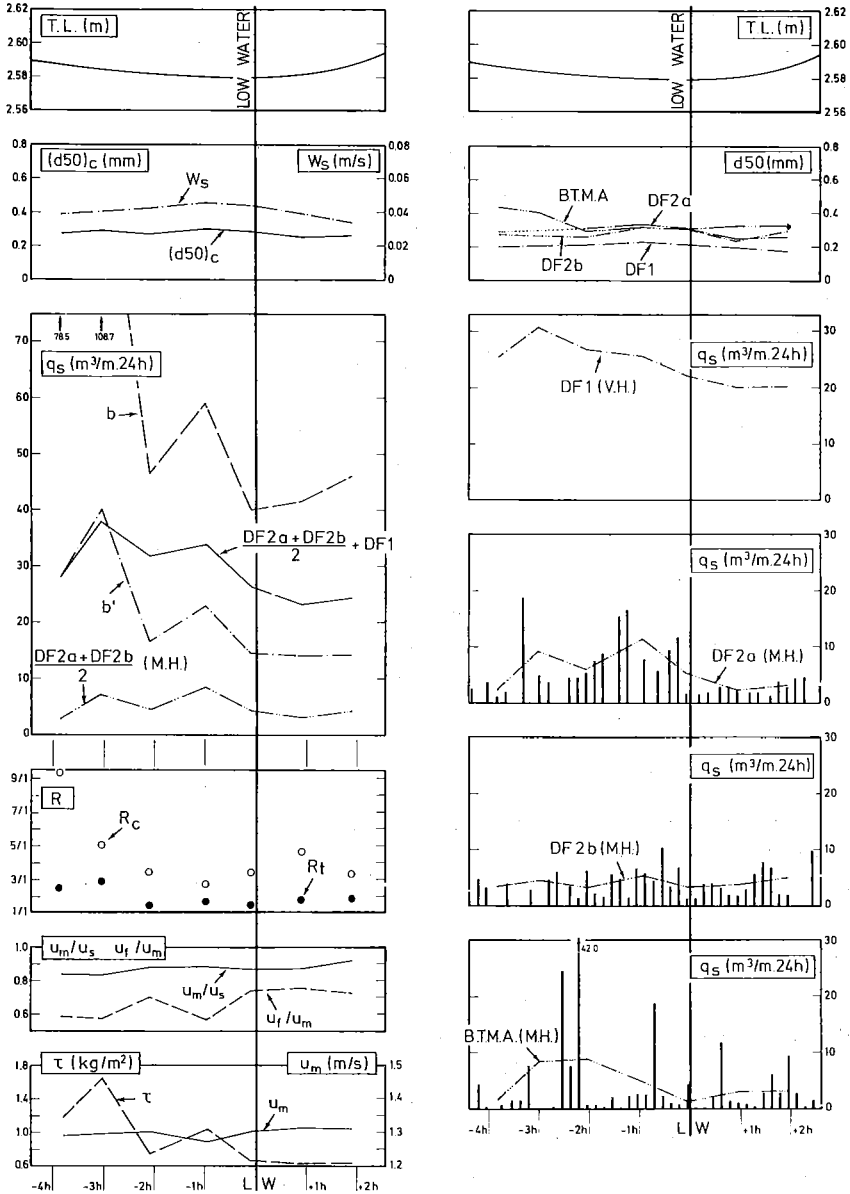 2.62
T.L.(m)
2.60
2.58
2.56
LOW WATER
0.8
(d50)c (mm)
Ws (m/s)
0.08
0.6
0.06
Ws
0.4
0.04
(d50)c
0.2
0.02
0
0
78.5
108.7
70
qs (m³/m.24h)
60
b
50
40
DF2a + DF2b
2
+ DF1
30
b'
20
DF2a + DF2b
2
(M.H.)
10
0
9/1
R
7/1
Rc
5/1
3/1
Rt
1/1
1.0
um/us uf/um
0.8
um/us
0.6
uf/um
τ (kg/m²)
um (m/s)
1.8
1.5
1.4
τ
1.4
um
1.3
1.0
0.6
1.2
-4h
-3h
-2h
-1h
L W
+1h
+2h
T.L.(m)
2.62
2.60
2.58
2.56
LOW WATER
d50(mm)
0.8
0.6
B.T.M.A
DF2a
0.4
0.2
DF2b
DF1
0
30
qs (m³/m.24h)
DF1 (V.H.)
20
10
0
30
qs (m³/m.24h)
20
DF2a (M.H.)
10
0
30
qs (m³/m.24h)
20
DF2b (M.H.)
10
0
42.0
30
qs (m³/m.24h)
20
B.T.M.A. (M.H.)
10
0
-4h
-3h
-2h
-1h
L W
+1h
+2h